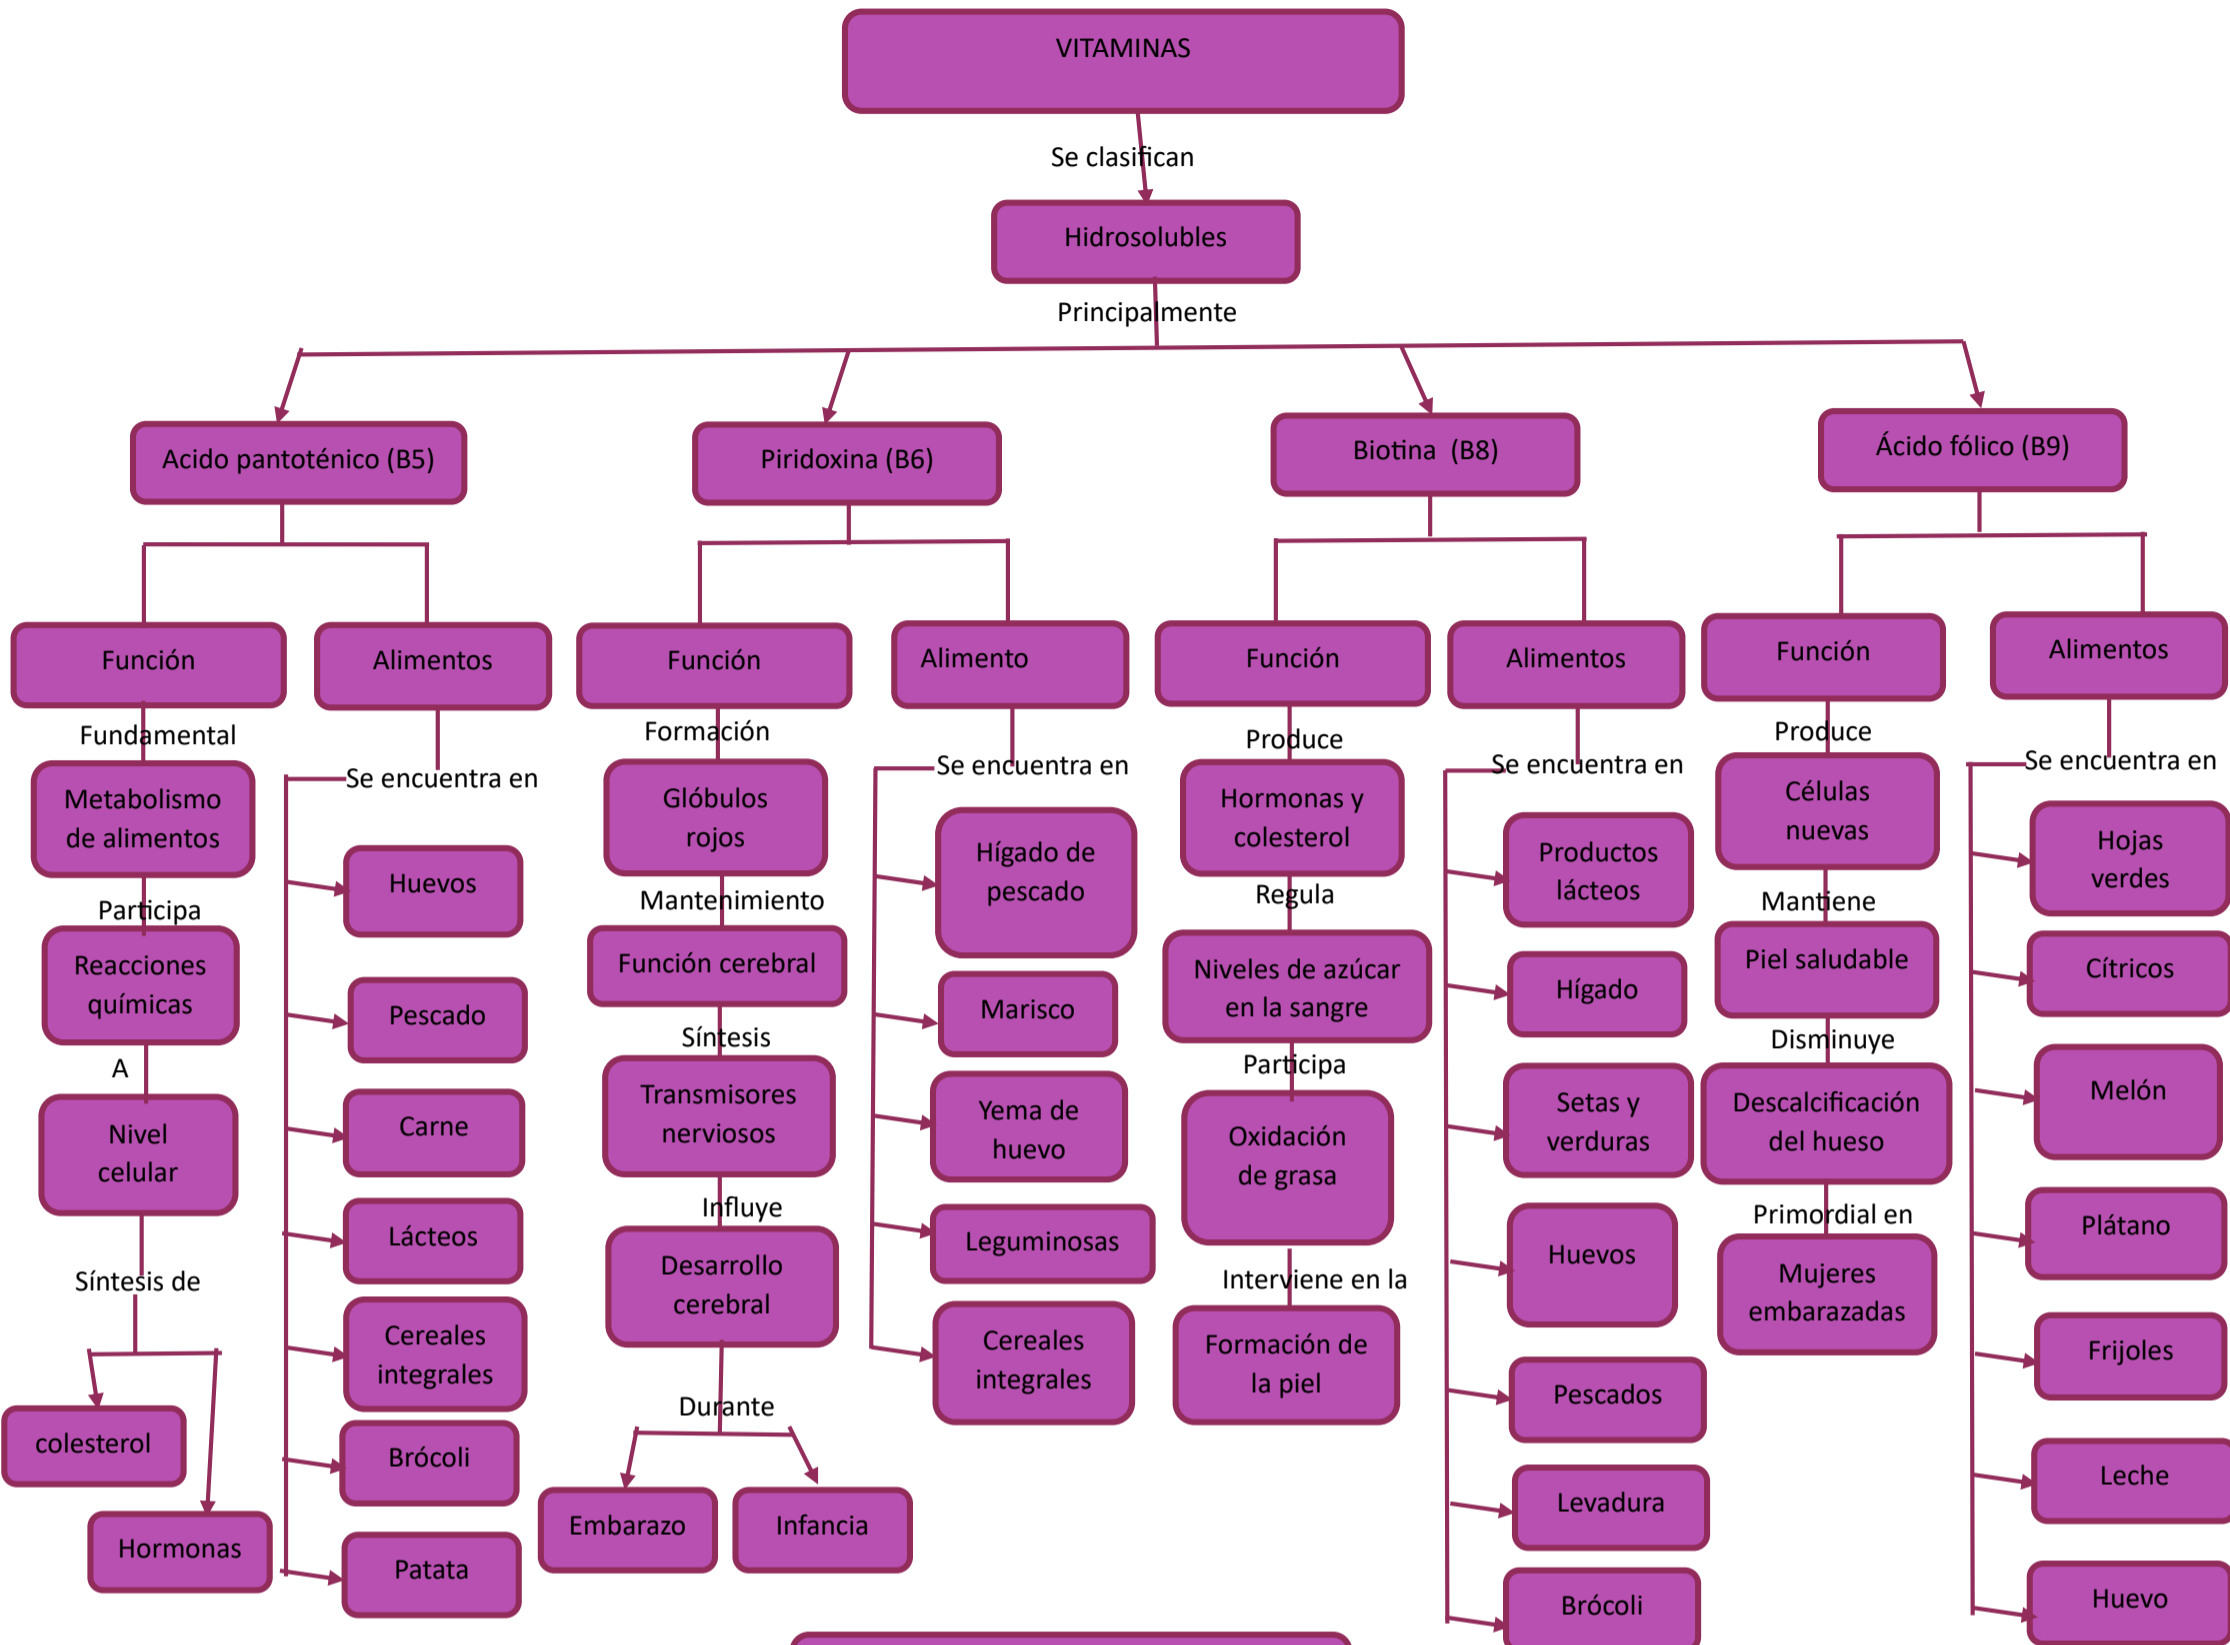 VITAMINAS
Se clasifican
Hidrosolubles
Principalmente
Acido pantoténico (B5)
Función
Fundamental
Metabolismo
de alimentos
Participa
Reacciones
químicas
A
Nivel
celular
Síntesis de
colesterol
Hormonas
Alimentos
Se encuentra en
Huevos
Pescado
Carne
Lácteos
Cereales
integrales
Brócoli
Patata
Piridoxina (B6)
Función
Formación
Glóbulos
rojos
Mantenimiento
Función cerebral
Síntesis
Transmisores
nerviosos
Influye
Desarrollo
cerebral
Durante
Embarazo
Infancia
Alimento
Se encuentra en
Hígado de
pescado
Marisco
Yema de
huevo
Leguminosas
Cereales
integrales
Biotina (B8)
Función
Produce
Hormonas y
colesterol
Regula
Niveles de azúcar
en la sangre
Participa
Oxidación
de grasa
Interviene en la
Formación de
la piel
Alimentos
Se encuentra en
Productos
lácteos
Hígado
Setas y
verduras
Huevos
Pescados
Levadura
Brócoli
Ácido fólico (B9)
Función
Produce
Células
nuevas
Mantiene
Piel saludable
Disminuye
Descalcificación
del hueso
Primordial en
Mujeres
embarazadas
Alimentos
Se encuentra en
Hojas
verdes
Cítricos
Melón
Plátano
Frijoles
Leche
Huevo